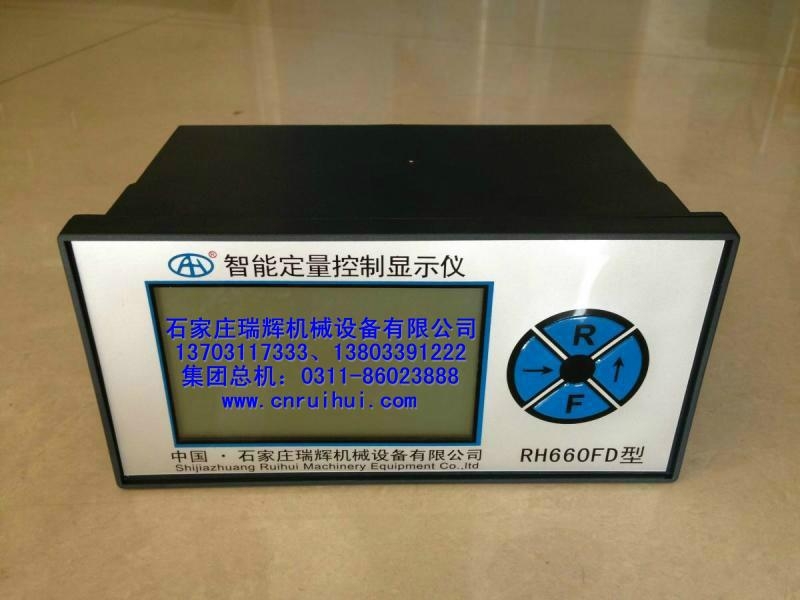 AH® 智能定量控制显示仪
石家庄瑞辉机械设备有限公司
13703117333、13803391222
集团总机：0311-86023888
www.cnruihui.com
R
→ ↑
F
中国·石家庄瑞辉机械设备有限公司
Shijiazhuang Ruihui Machinery Equipment Co.,ltd
RH660FD型